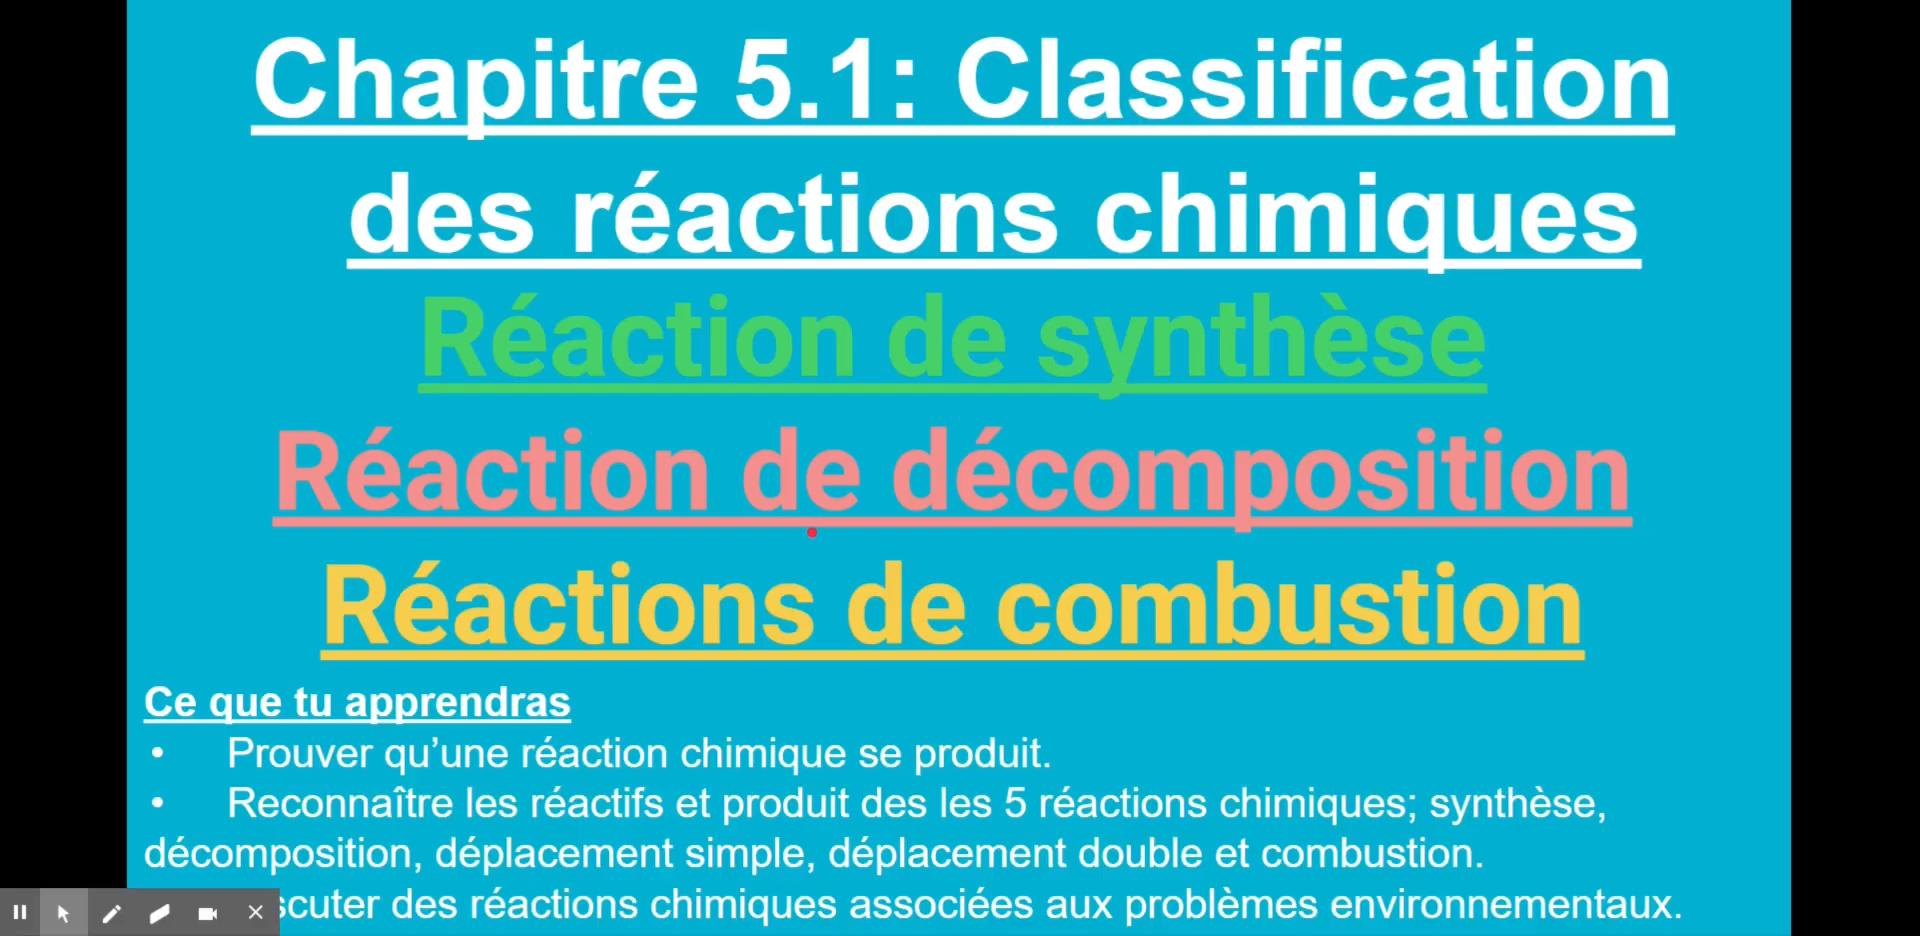 Chapitre 5.1: Classification
des réactions chimiques
Réaction de synthèse
Réaction de décomposition
Réactions de combustion
Ce que tu apprendras
• Prouver qu’une réaction chimique se produit.
• Reconnaître les réactifs et produit des les 5 réactions chimiques; synthèse,
décomposition, déplacement simple, déplacement double et combustion.
scuter des réactions chimiques associées aux problèmes environnementaux.